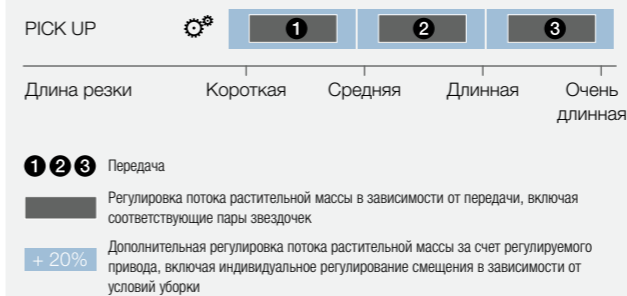 PICK UP 1 2 3
Длина резки Короткая Средняя Длинная Очень длинная
1 2 3 Передача
Регулировка потока растительной массы в зависимости от передачи, включая
соответствующие пары звездочек
+ 20% Дополнительная регулировка потока растительной массы за счет регулируемого
привода, включая индивидуальное регулирование смещения в зависимости от
условий уборки